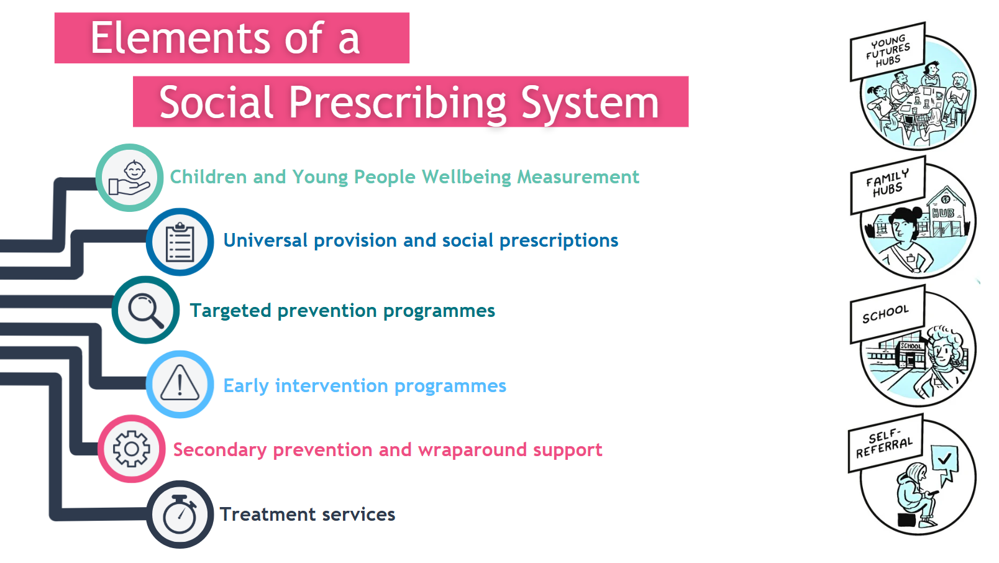 Elements of a
Social Prescribing System
Children and Young People Wellbeing Measurement
Universal provision and social prescriptions
Targeted prevention programmes
Early intervention programmes
Secondary prevention and wraparound support
Treatment services
YOUNG
FUTURES
HUBS
FAMILY
HUBS
HUB
SCHOOL
SCHOOL
SELF-
REFERRAL